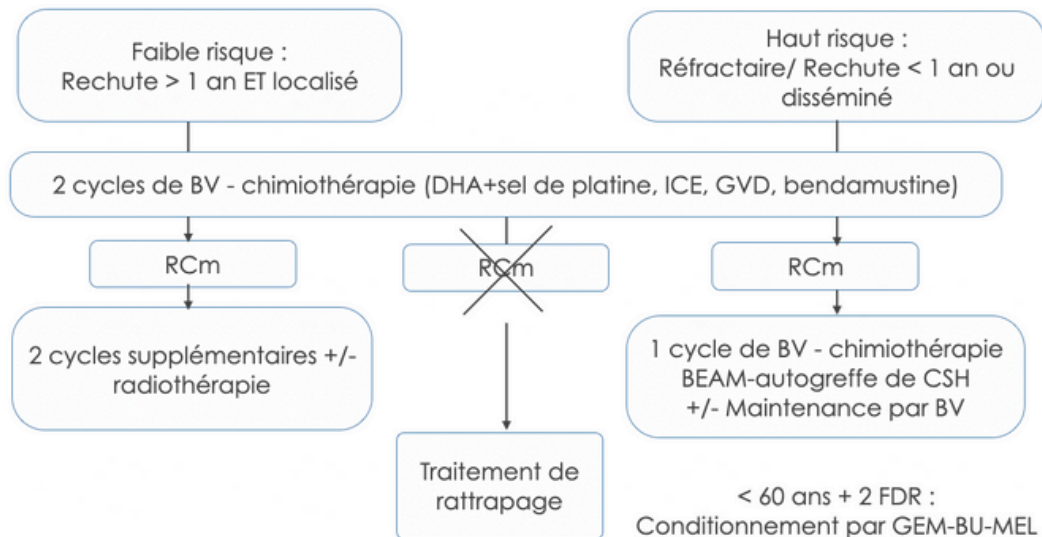 Faible risque :
Rechute > 1 an ET localisé
Haut risque :
Réfractaire/ Rechute < 1 an ou
disséminé
2 cycles de BV - chimiothérapie (DHA+sel de platine, ICE, GVD, bendamustine)
RCm
RCm
RCm
2 cycles supplémentaires +/-
radiothérapie
1 cycle de BV - chimiothérapie
BEAM-autogreffe de CSH
+/- Maintenance par BV
Traitement de
rattrapage
< 60 ans + 2 FDR :
Conditionnement par GEM-BU-MEL